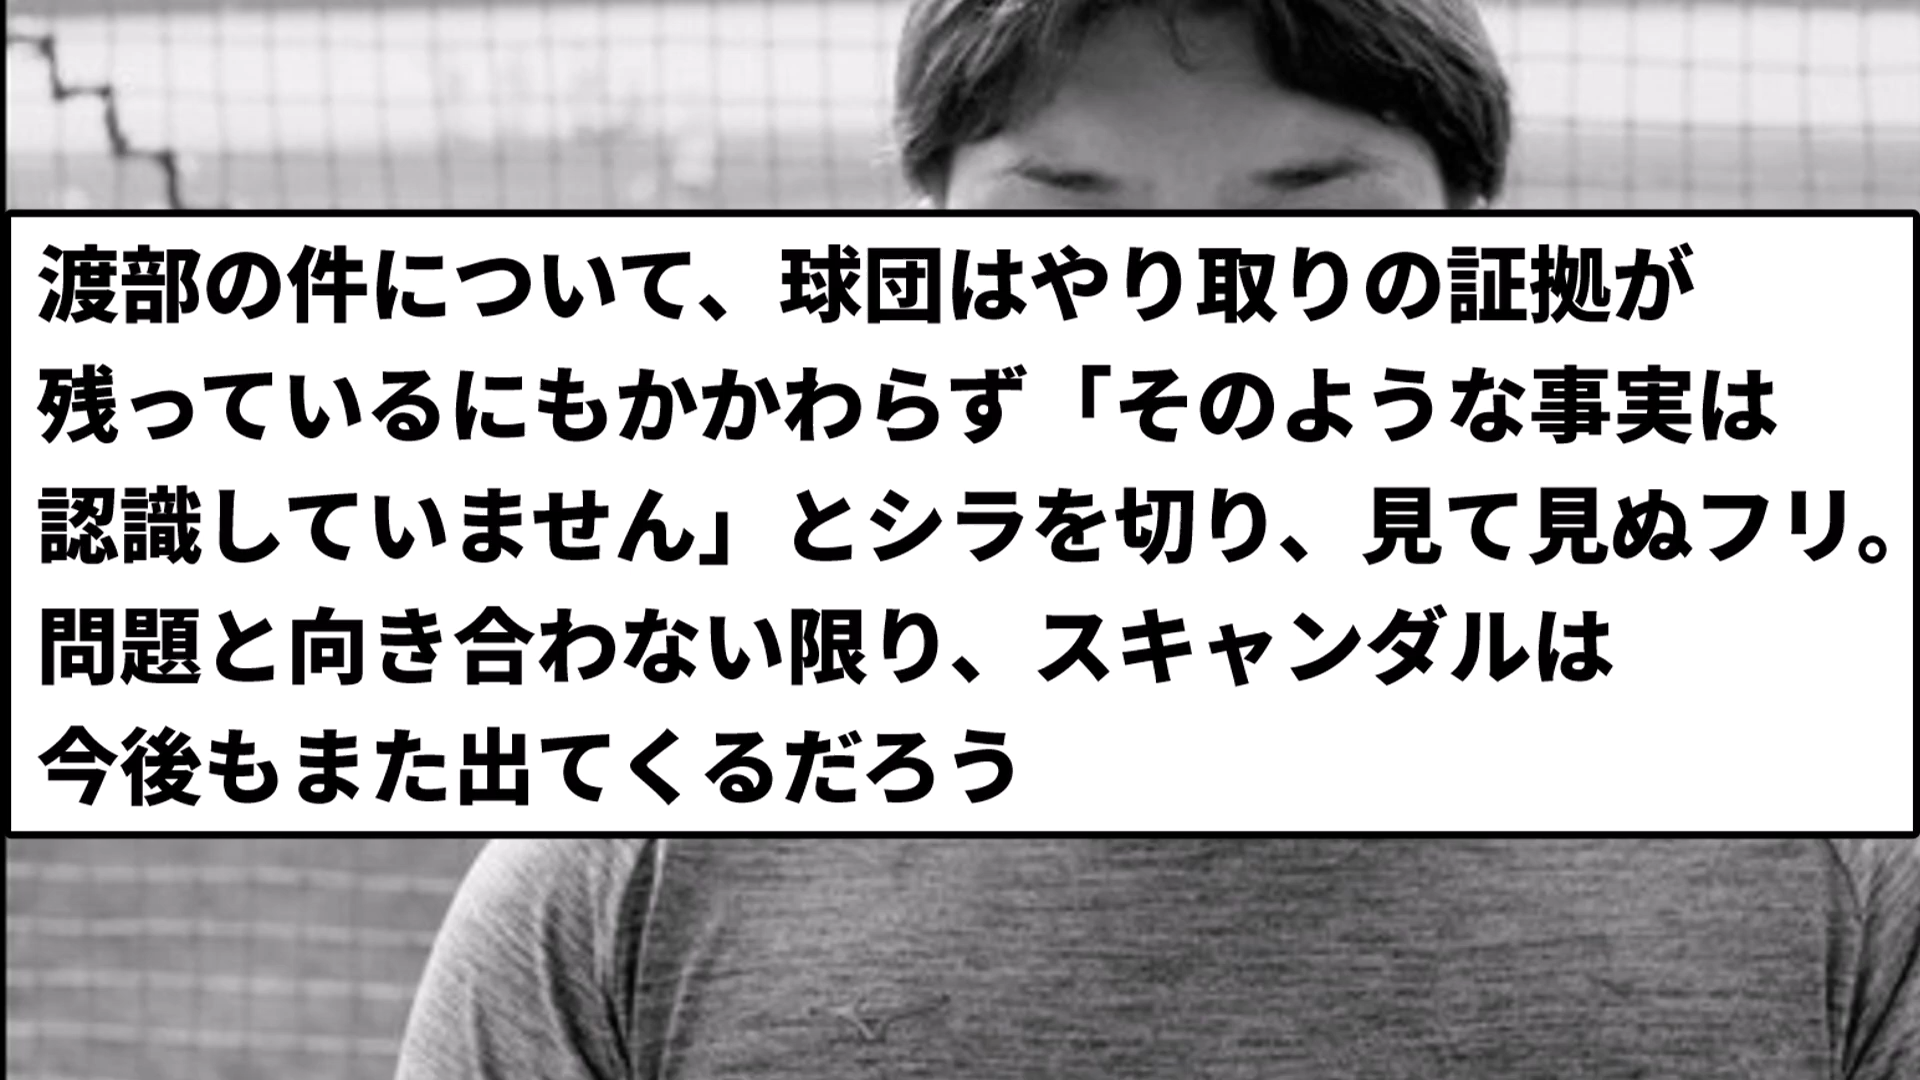 渡部の件について、球団はやり取りの証拠が
残っているにもかかわらず「そのような事実は
認識していません」とシラを切り、見て見ぬフリ。
問題と向き合わない限り、スキャンダルは
今後もまた出てくるだろう